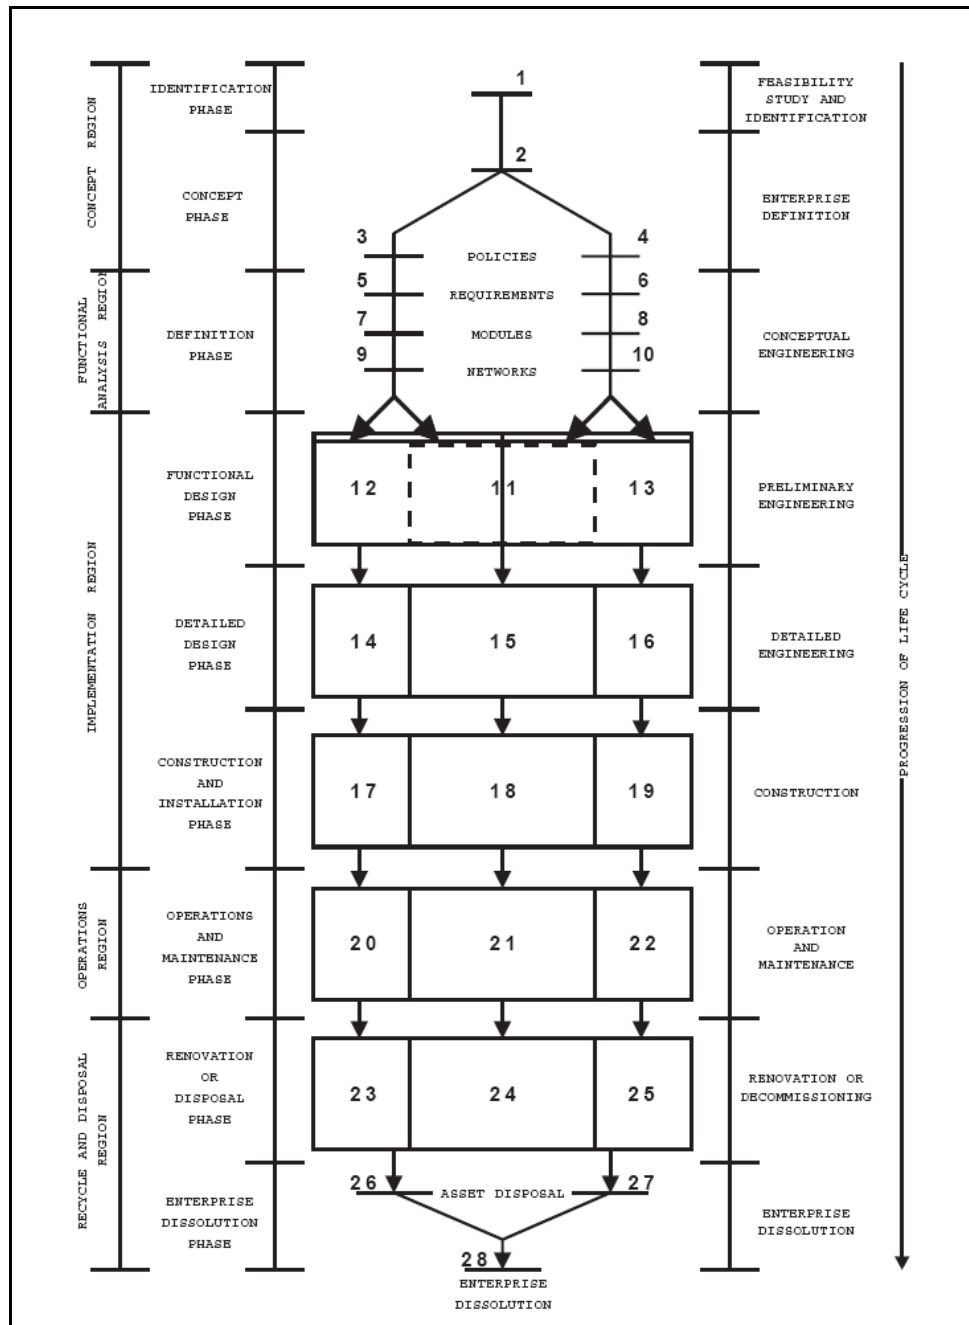 CONCEPT REGION
FUNCTIONAL
ANALYSIS REGION
IMPLEMENTATION REGION
OPERATIONS
REGION
RECYCLE AND DISPOSAL
REGION
IDENTIFICATION
PHASE
CONCEPT
PHASE
DEFINITION
PHASE
FUNCTIONAL
DESIGN
PHASE
DETAILED
DESIGN
PHASE
CONSTRUCTION
AND
INSTALLATION
PHASE
OPERATIONS
AND
MAINTENANCE
PHASE
RENOVATION
OR
DISPOSAL
PHASE
ENTERPRISE
DISSOLUTION
PHASE
1
2
3 4
POLICIES
5 6
REQUIREMENTS
7 8
MODULES
9 10
NETWORKS
12 11 13
14 15 16
17 18 19
20 21 22
23 24 25
26 ASSET DISPOSAL 27
28
ENTERPRISE
DISSOLUTION
FEASIBILITY
STUDY AND
IDENTIFICATION
ENTERPRISE
DEFINITION
CONCEPTUAL
ENGINEERING
PRELIMINARY
ENGINEERING
DETAILED
ENGINEERING
CONSTRUCTION
OPERATION
AND
MAINTENANCE
RENOVATION OR
DECOMMISSIONING
ENTERPRISE
DISSOLUTION
PROGRESSION OF LIFE CYCLE